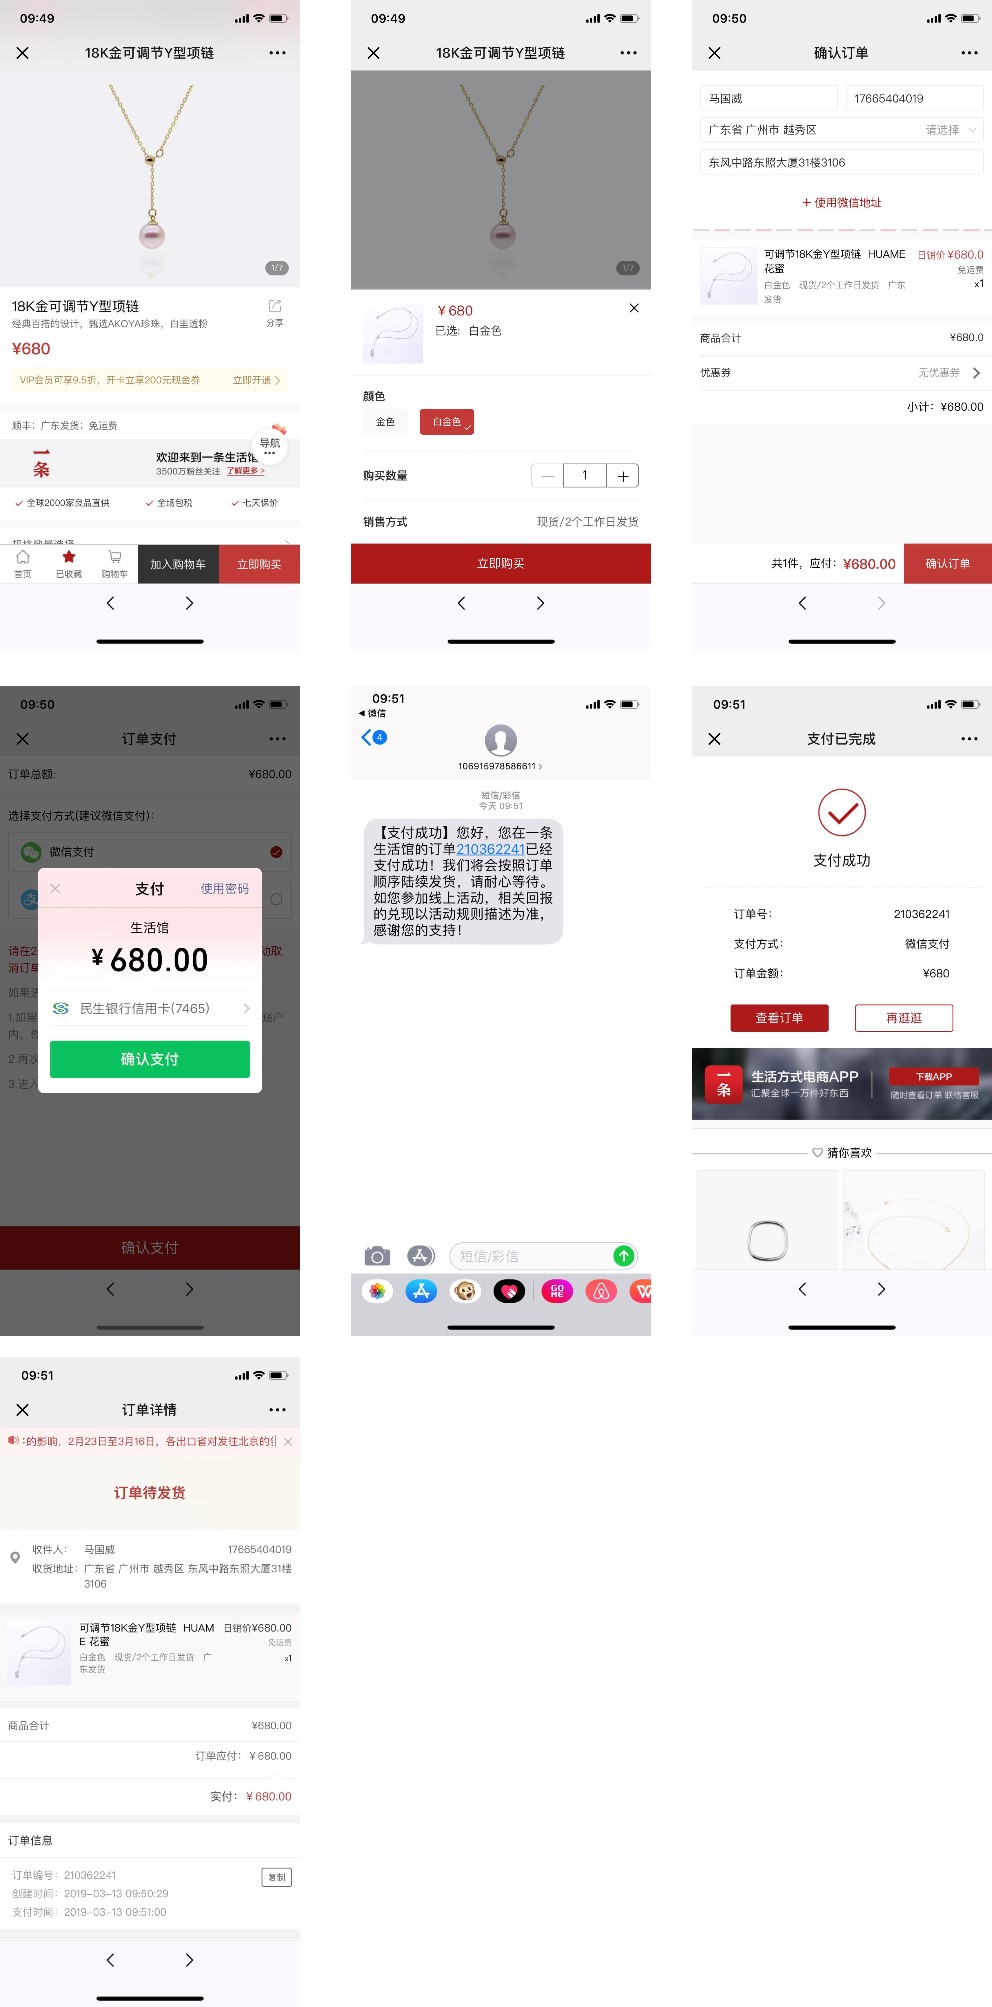 09:49
18K金可调节Y型项链
1/7
18K金可调节Y型项链
经典百搭的设计，甄选AKOYA珍珠，白里透粉
分享
¥680
VIP会员可享9.5折，开卡立享200元现金券
立即开通
顺丰：广东发货：免运费
导航
一条
欢迎来到一条生活馆
3500万粉丝关注 了解更多 >
全球2000家良品直供
全场包税
七天保价
规格数量选择
首页
已收藏
购物车
加入购物车
立即购买
09:49
18K金可调节Y型项链
1/7
¥ 680
已选：白金色
颜色
金色
白金色
购买数量
1
销售方式
现货/2个工作日发货
立即购买
09:50
确认订单
马国威
17665404019
广东省 广州市 越秀区
请选择
东风中路东照大厦31楼3106
+ 使用微信地址
可调节18K金Y型项链 HUAME
花蜜
日销价¥680.0
免运费
白金色 现货/2个工作日发货 广东
发货
x1
商品合计
¥680.0
优惠券
无优惠券
小计：¥680.00
共1件，应付：¥680.00
确认订单
09:50
订单支付
订单总额:
¥680.00
选择支付方式(建议微信支付):
微信支付
支
支付
使用密码
生活馆
¥ 680.00
民生银行信用卡(7465)
确认支付
请在2
动取
消订单
如果
1.如果
账户
内，
2.再次
3.进入
确认支付
09:51
微信
4
106916978586611
短信/彩信
今天 09:51
【支付成功】您好，您在一条
生活馆的订单210362241已经
支付成功！我们将会按照订单
顺序陆续发货，请耐心等待。
如您参加线上活动，相关回报
的兑现以活动规则描述为准，
感谢您的支持！
短信/彩信
GO
ME
09:51
支付已完成
支付成功
订单号：
210362241
支付方式：
微信支付
订单金额：
¥680
查看订单
再逛逛
一条
生活方式电商APP
汇聚全球一万件好东西
下载APP
随时查看订单 联络客服
猜你喜欢
09:51
订单详情
的影响，2月23日至3月16日，各出口省对发往北京的
订单待发货
收件人：
马国威
17665404019
收货地址：广东省 广州市 越秀区 东风中路东照大厦31楼
3106
可调节18K金Y型项链 HUAM
E 花蜜
日销价¥680.00
免运费
白金色 现货/2个工作日发货 广
东发货
x1
商品合计
¥680.00
订单应付：¥ 680.00
实付：¥ 680.00
订单信息
订单编号：210362241
复制
创建时间：2019-03-13 09:50:29
支付时间：2019-03-13 09:51:00